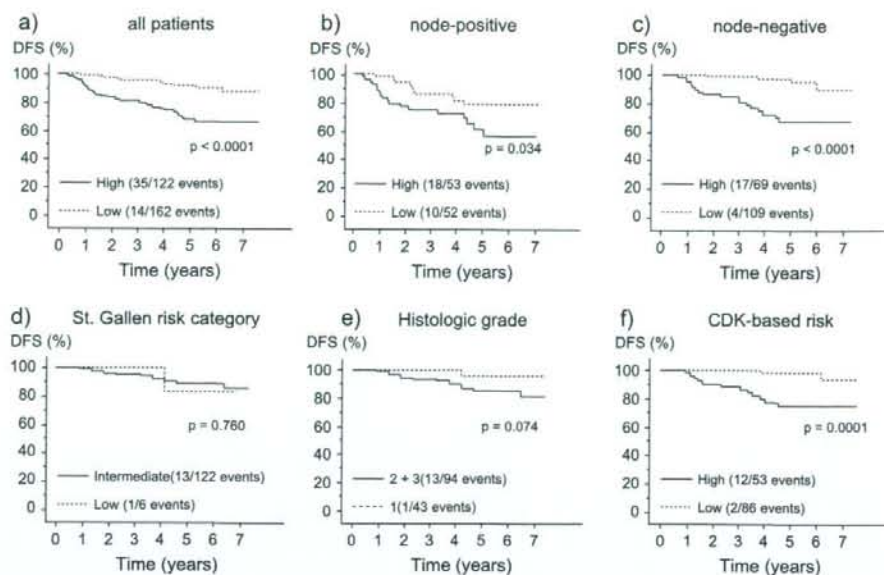 a) all patients
DFS (%)
100
80
60
40
20
0
p < 0.0001
High (35/122 events)
Low (14/162 events)
0 1 2 3 4 5 6 7
Time (years)
b) node-positive
DFS (%)
100
80
60
40
20
0
p = 0.034
High (18/53 events)
Low (10/52 events)
0 1 2 3 4 5 6 7
Time (years)
c) node-negative
DFS (%)
100
80
60
40
20
0
p < 0.0001
High (17/69 events)
Low (4/109 events)
0 1 2 3 4 5 6 7
Time (years)
d) St. Gallen risk category
DFS (%)
100
80
60
40
20
0
p = 0.760
Intermediate(13/122 events)
Low (1/6 events)
0 1 2 3 4 5 6 7
Time (years)
e) Histologic grade
DFS (%)
100
80
60
40
20
0
p = 0.074
2 + 3(13/94 events)
1(1/43 events)
0 1 2 3 4 5 6 7
Time (years)
f) CDK-based risk
DFS (%)
100
80
60
40
20
0
p = 0.0001
High (12/53 events)
Low (2/86 events)
0 1 2 3 4 5 6 7
Time (years)